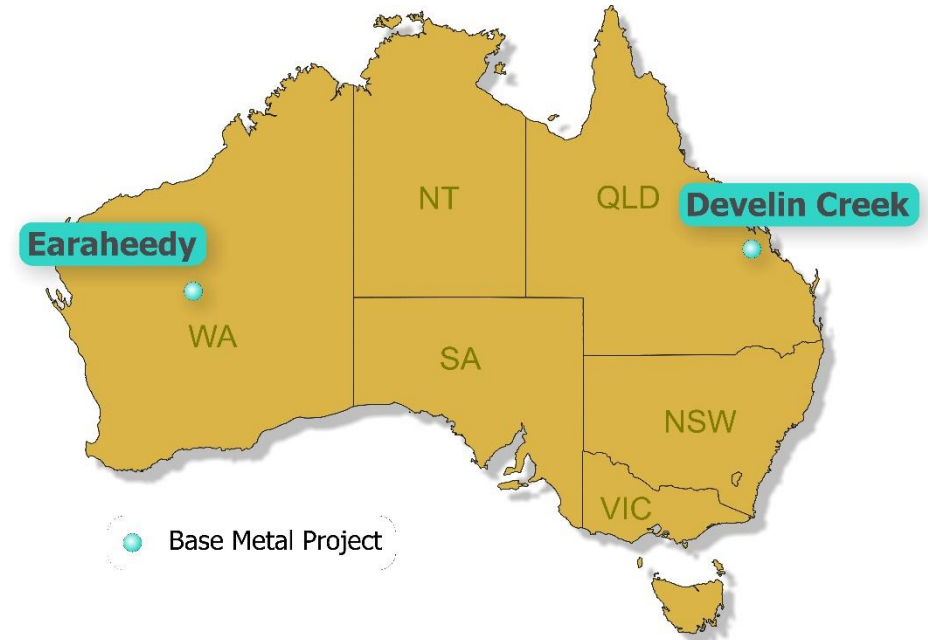 NT
QLD
Develin Creek
Earaheedy
WA
SA
NSW
VIC
Base Metal Project